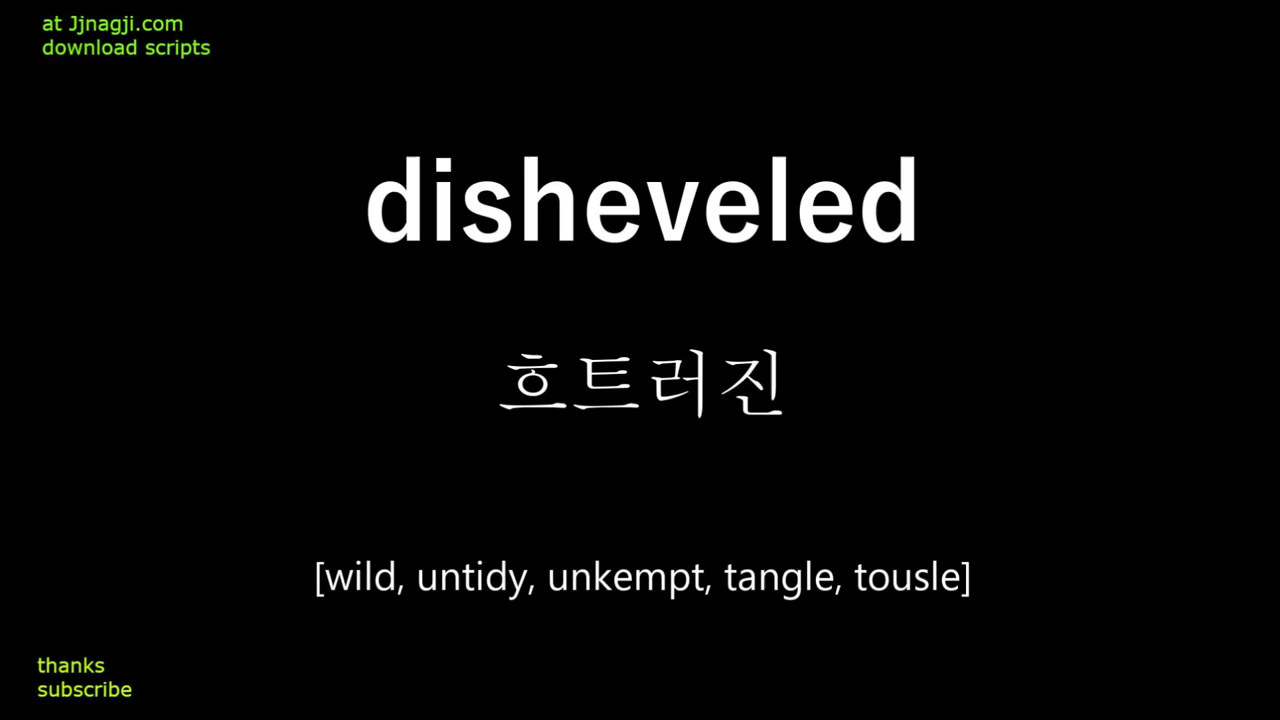 at Jjnagji.com
download scripts
disheveled
흐트러진
[wild, untidy, unkempt, tangle, tousle]
thanks
subscribe